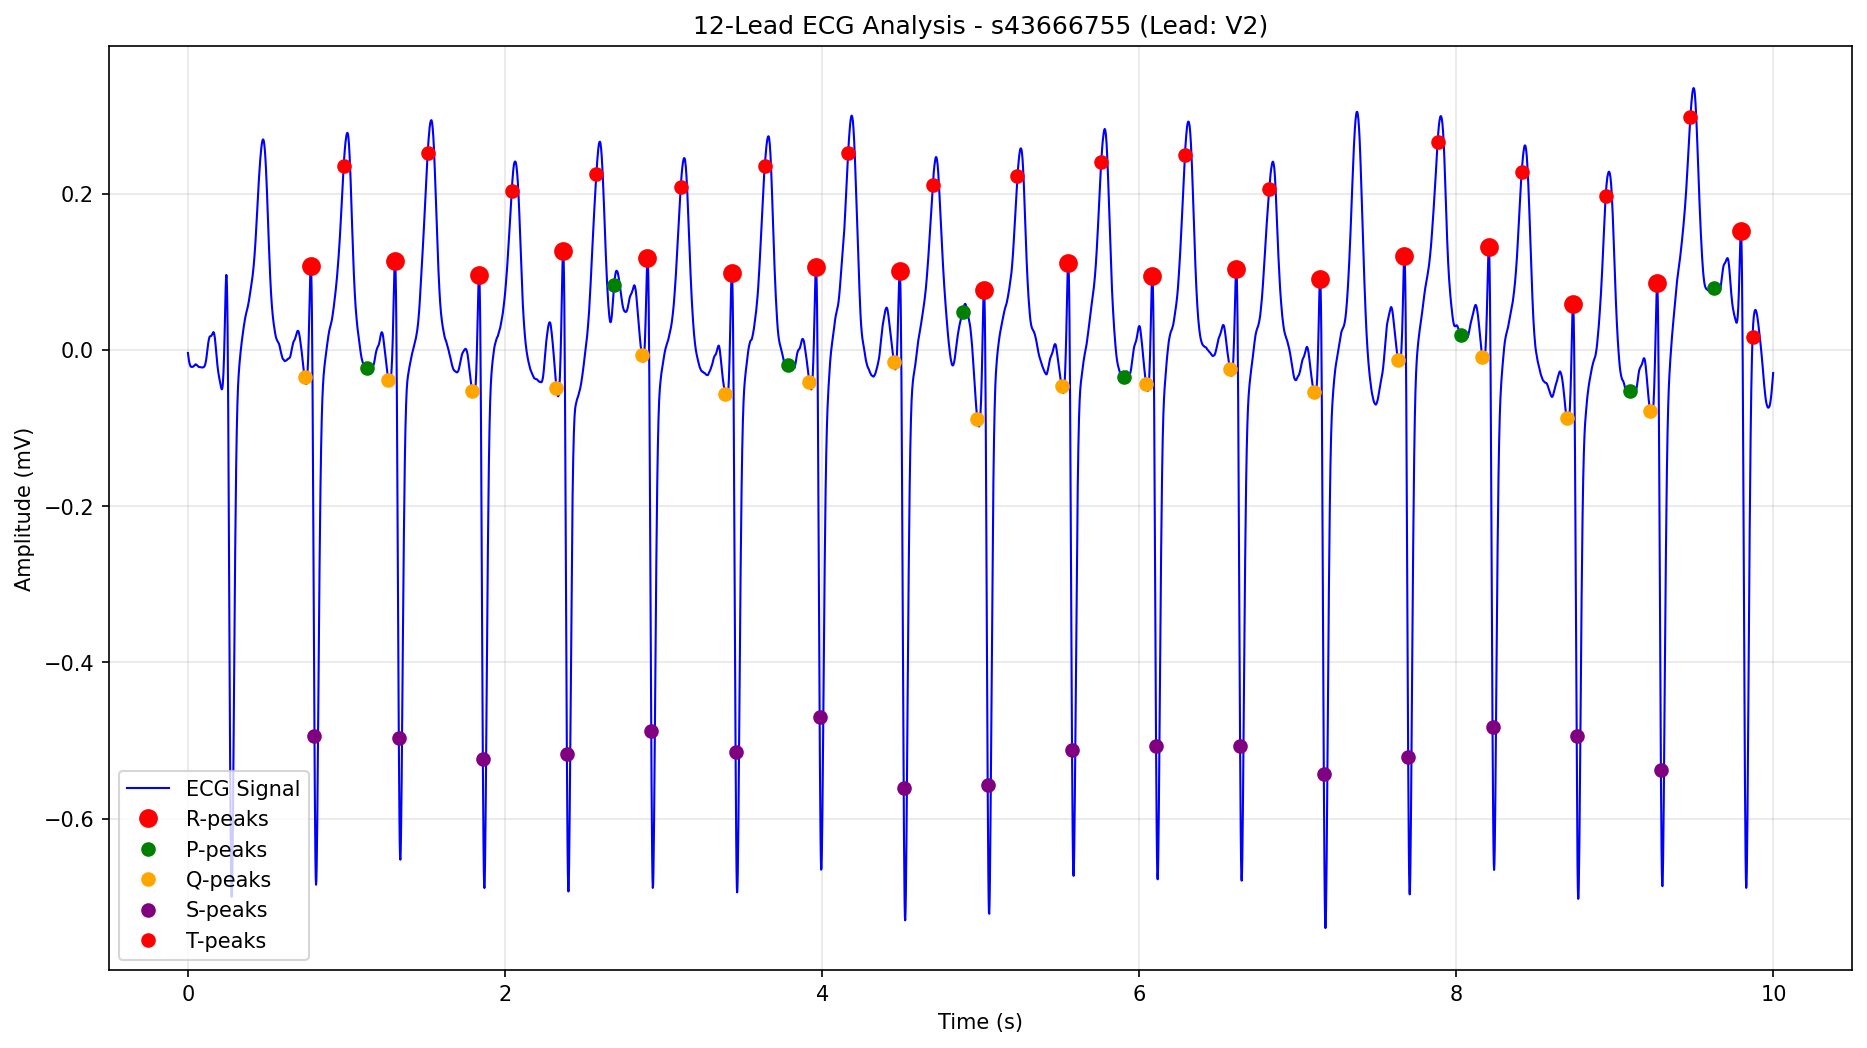 12-Lead ECG Analysis - s43666755 (Lead: V2)
Amplitude (mV)
0.2
0.0
−0.2
−0.4
−0.6
ECG Signal
R-peaks
P-peaks
Q-peaks
S-peaks
T-peaks
0 2 4 6 8 10
Time (s)